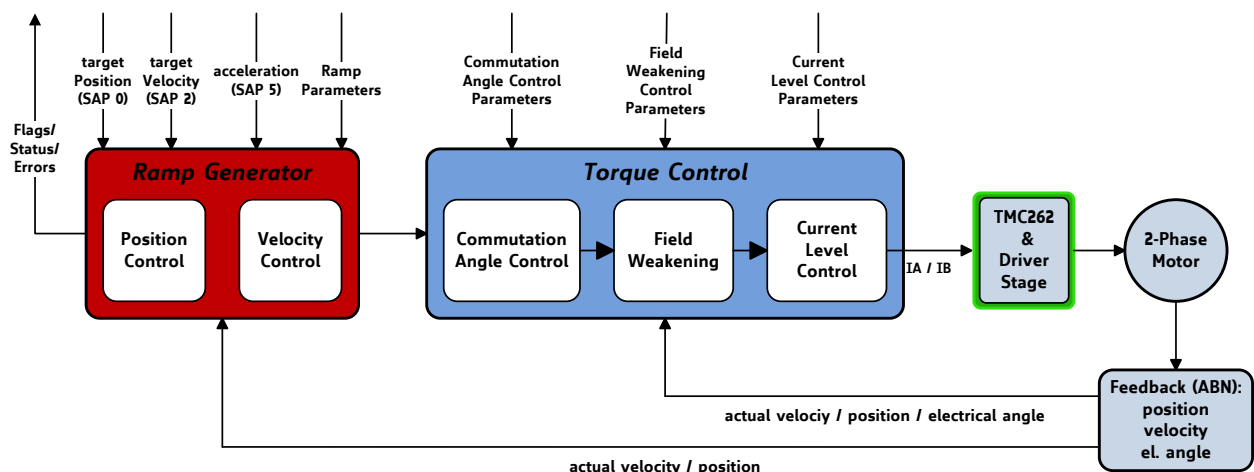 target
Position
(SAP 0)
target
Velocity
(SAP 2)
acceleration
(SAP 5)
Ramp
Parameters
Commutation
Angle Control
Parameters
Field
Weakening
Control
Parameters
Current
Level Control
Parameters
Flags/
Status/
Errors
Ramp Generator
Position
Control
Velocity
Control
Torque Control
Commutation
Angle Control
Field
Weakening
Current
Level
Control
IA / IB
TMC262
&
Driver
Stage
2-Phase
Motor
Feedback (ABN):
position
velocity
el. angle
actual velociy / position / electrical angle
actual velocity / position